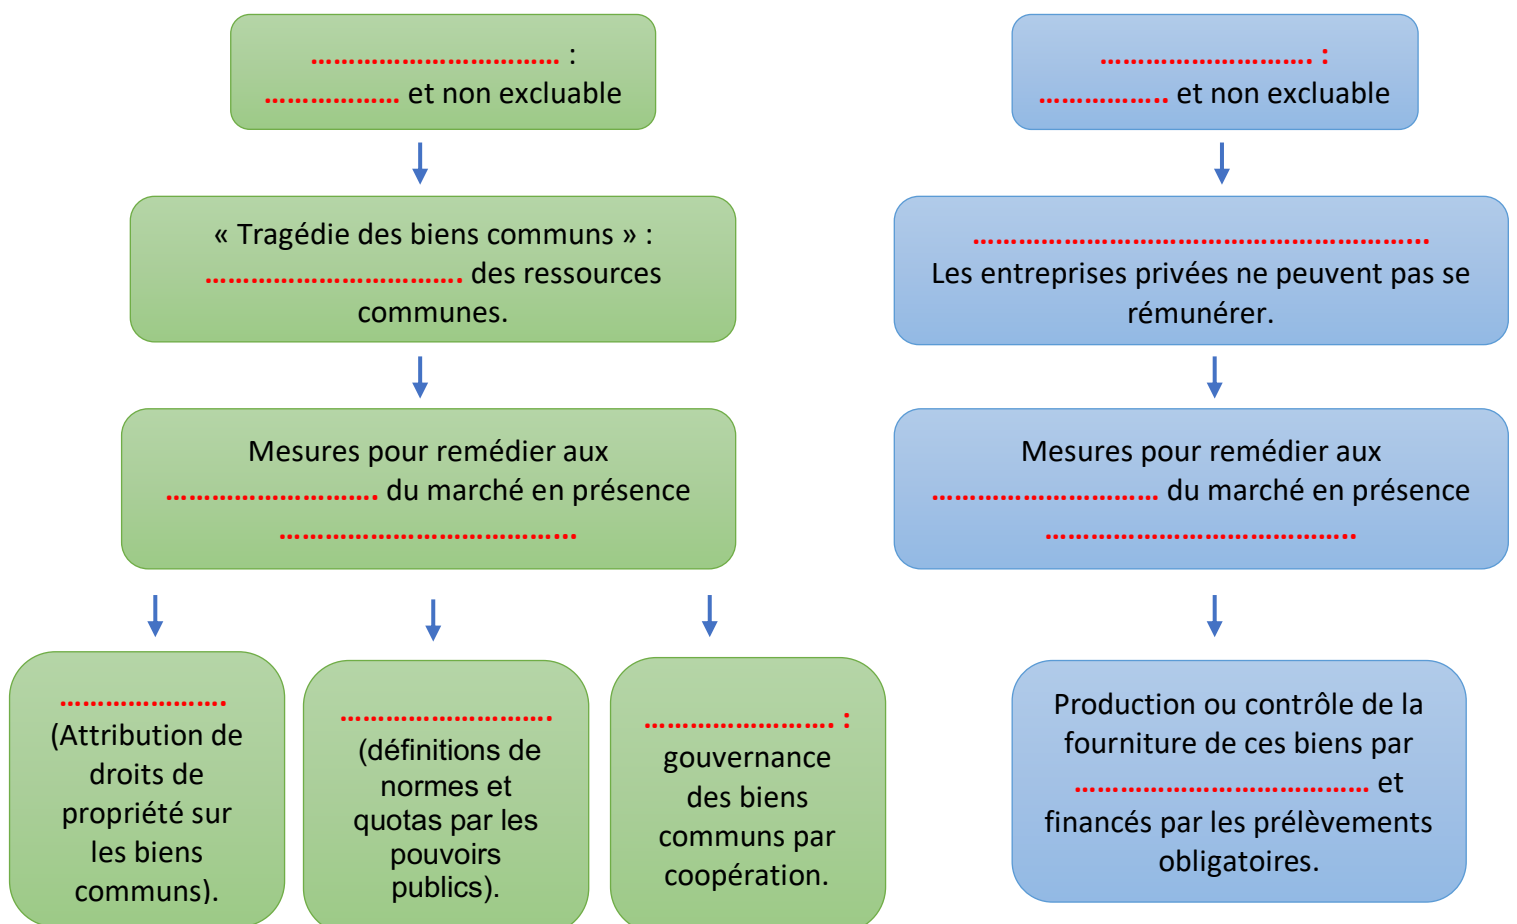 …………………………… :
……………… et non excluable
« Tragédie des biens communs » :
……………………………. des ressources
communes.
Mesures pour remédier aux
………………………. du marché en présence
…………………………………
………………….
(Attribution de
droits de
propriété sur
les biens
communs).
……………………….
(définitions de
normes et
quotas par les
pouvoirs
publics).
……………………. :
gouvernance
des biens
communs par
coopération.
………………………. :
…………….. et non excluable
……………………………………………………
Les entreprises privées ne peuvent pas se
rémunérer.
Mesures pour remédier aux
………………………… du marché en présence
…………………………………..
Production ou contrôle de la
fourniture de ces biens par
………………………………… et
financés par les prélèvements
obligatoires.